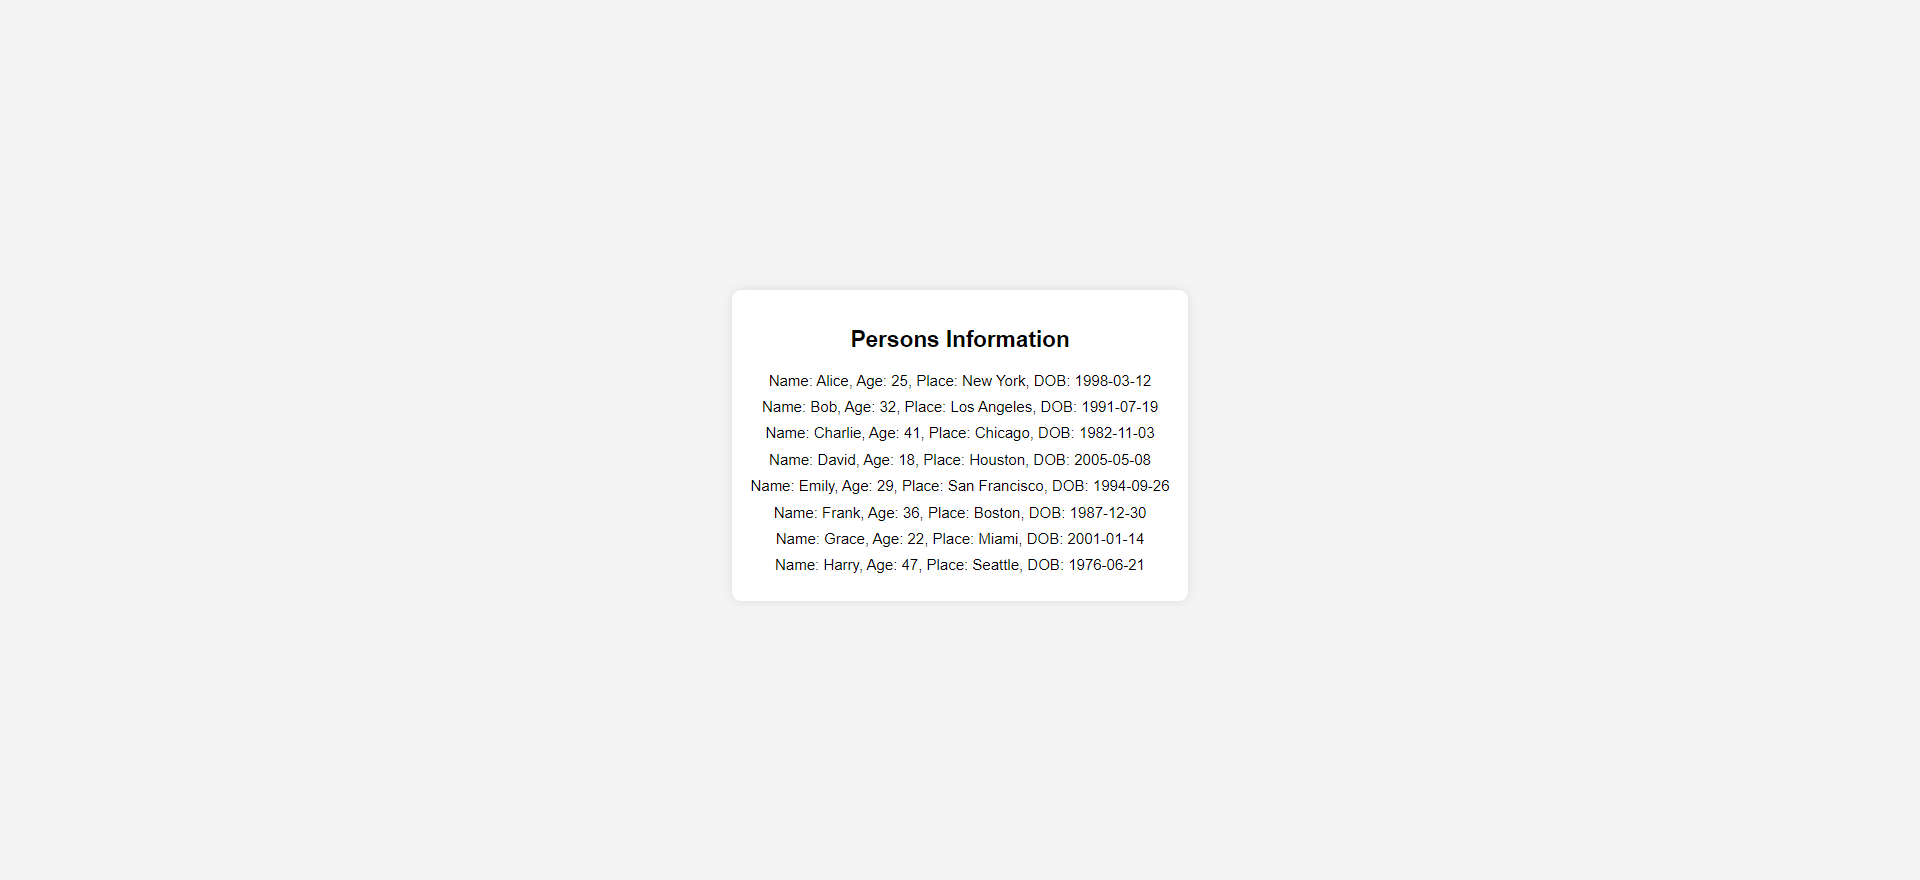 Persons Information
Name: Alice, Age: 25, Place: New York, DOB: 1998-03-12
Name: Bob, Age: 32, Place: Los Angeles, DOB: 1991-07-19
Name: Charlie, Age: 41, Place: Chicago, DOB: 1982-11-03
Name: David, Age: 18, Place: Houston, DOB: 2005-05-08
Name: Emily, Age: 29, Place: San Francisco, DOB: 1994-09-26
Name: Frank, Age: 36, Place: Boston, DOB: 1987-12-30
Name: Grace, Age: 22, Place: Miami, DOB: 2001-01-14
Name: Harry, Age: 47, Place: Seattle, DOB: 1976-06-21